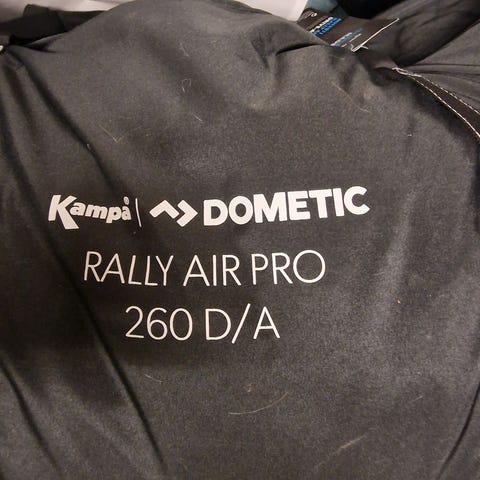 Kampa | DOMETIC
RALLY AIR PRO
260 D/A